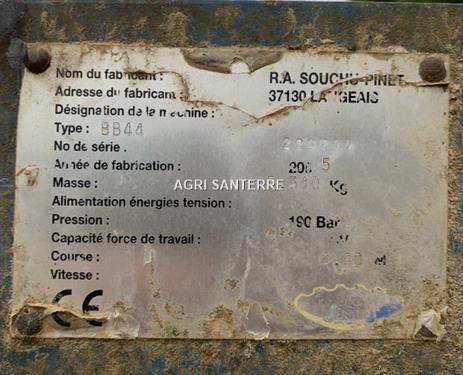 Nom du fabricant : R.A. SOUCHU-PINET
Adresse du fabricant : 37130 LANGEAIS
Désignation de la machine :
Type : BB44
No de série :
Année de fabrication : 2005
Masse : Kg
AGRI SANTERRE
Alimentation énergies tension :
Pression : 190 Bar
Capacité force de travail :
Course : M
Vitesse :
CE